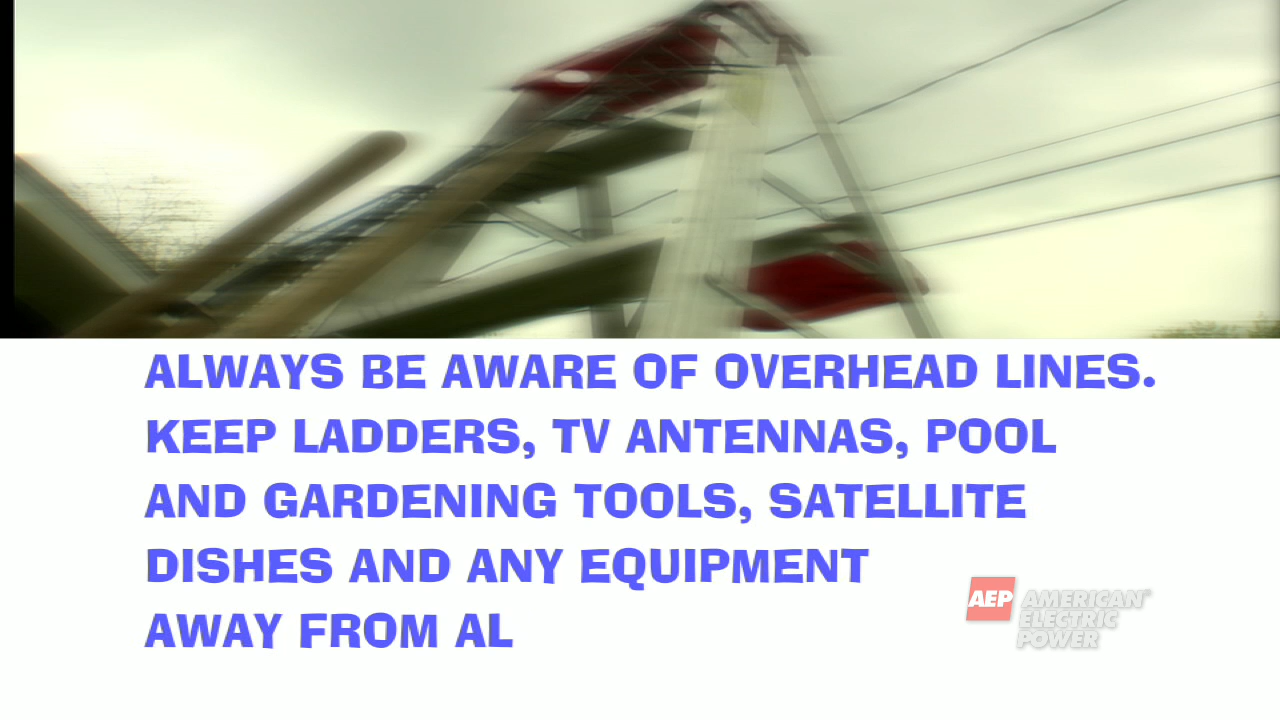 ALWAYS BE AWARE OF OVERHEAD LINES.
KEEP LADDERS, TV ANTENNAS, POOL
AND GARDENING TOOLS, SATELLITE
DISHES AND ANY EQUIPMENT
AWAY FROM AL
AEP AMERICAN®
ELECTRIC
POWER